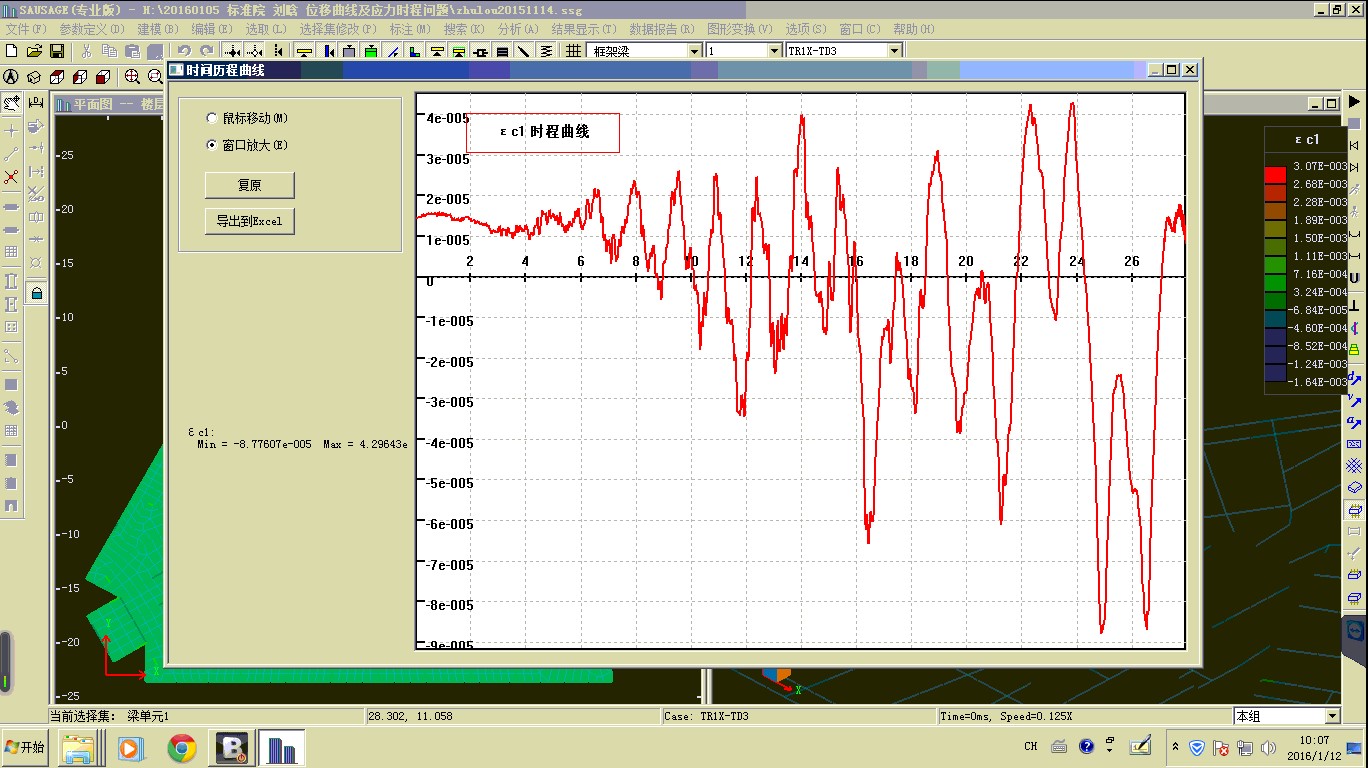 SAUSAGE(专业版) - H:\20160105 标准院 刘晗 位移曲线及应力时程问题\zhulou20151114.ssg
文件(F) 参数定义(D) 建模(B) 编辑(E) 选取(L) 选择集修改(P) 标注(M) 搜索(K) 分析(A) 结果显示(T) 数据报告(R) 图形变换(V) 选项(S) 窗口(C) 帮助(H)
框架梁 1 TR1X-TD3
时间历程曲线
平面图 -- 楼层
鼠标移动(M)
窗口放大(E)
复原
导出到Excel
εc1:
Min = -8.77607e-005 Max = 4.29643e
εc1 时程曲线
4e-005
3e-005
2e-005
1e-005
0
-1e-005
-2e-005
-3e-005
-4e-005
-5e-005
-6e-005
-7e-005
-8e-005
-9e-005
2 4 6 8 10 12 14 16 18 20 22 24 26
εc1
3.07E-003
2.68E-003
2.28E-003
1.89E-003
1.50E-003
1.11E-003
7.16E-004
3.24E-004
-6.84E-005
-4.60E-004
-8.52E-004
-1.24E-003
-1.64E-003
-25
-20
-15
-10
-5
-0
--5
--10
--15
--20
--25
Y
X
X
当前选择集: 梁单元1
28.302, 11.058
Case: TR1X-TD3
Time=0ms, Speed=0.125X
本组
开始
CH
10:07
2016/1/12